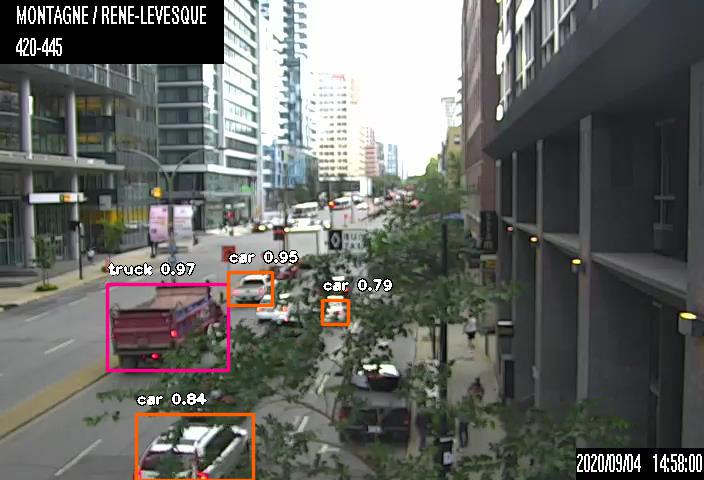 MONTAGNE / RENE-LEVESQUE
420-445
car 0.95
truck 0.97
car 0.79
car 0.84
2020/09/04 14:58:00